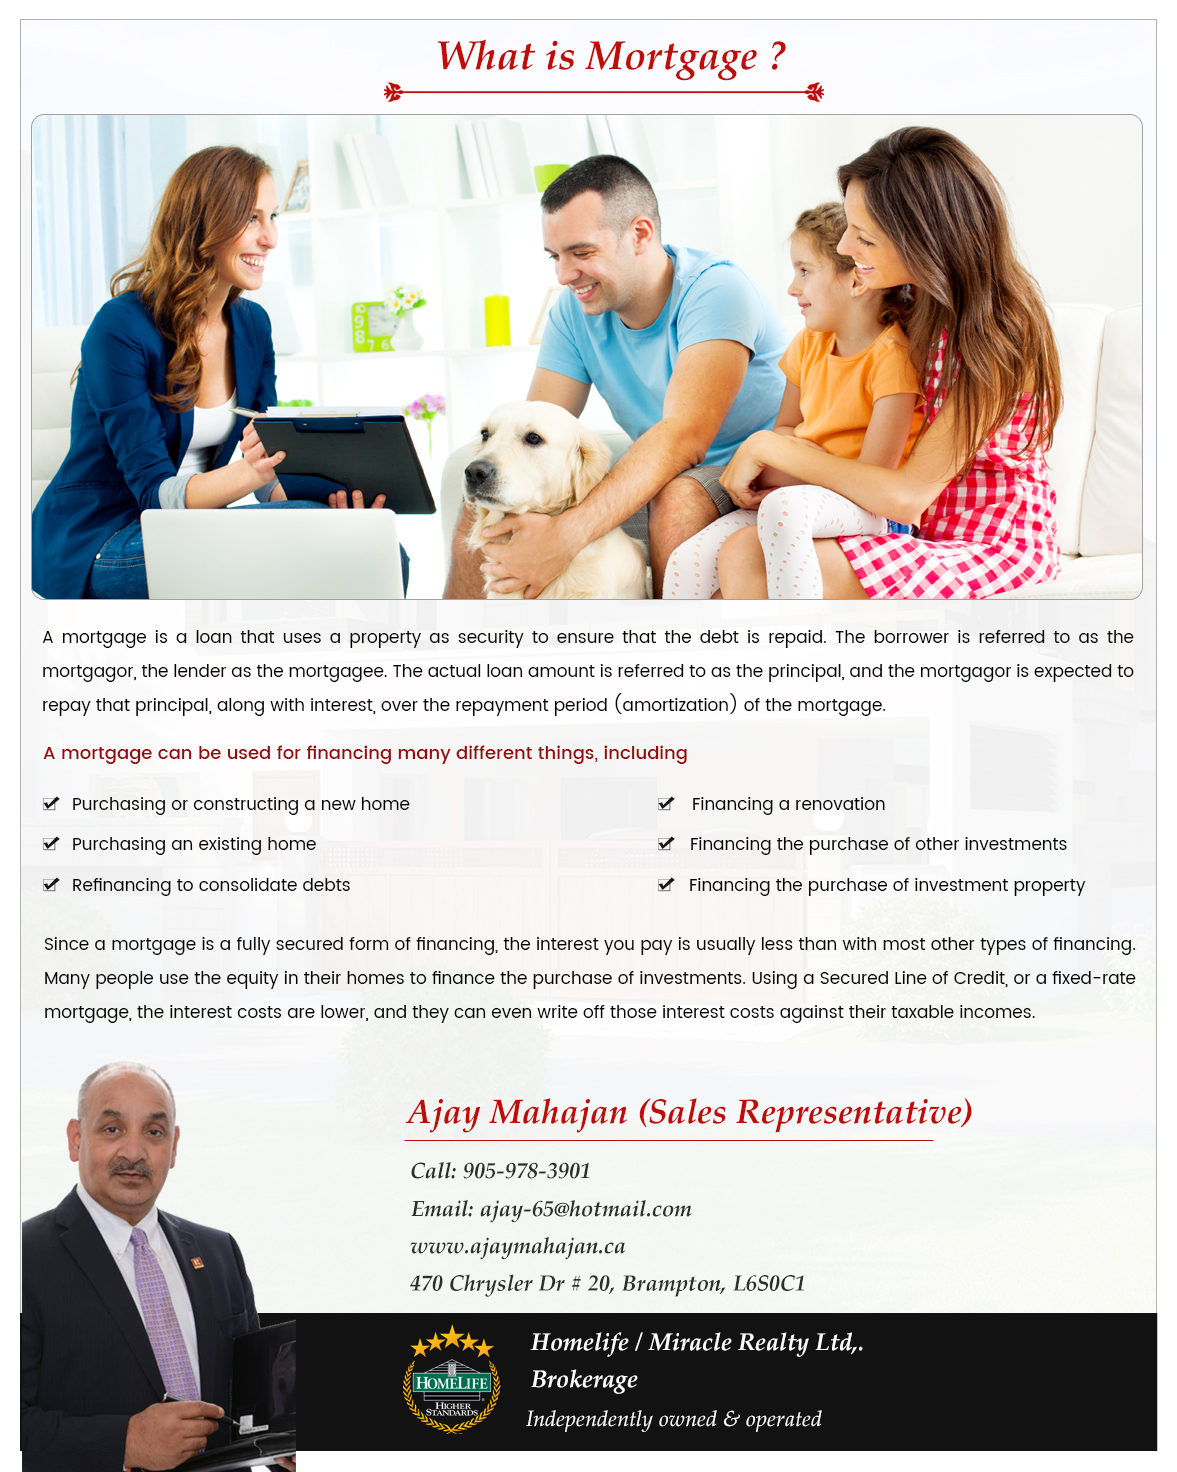 What is Mortgage ?
A mortgage is a loan that uses a property as security to ensure that the debt is repaid. The borrower is referred to as the
mortgagor, the lender as the mortgagee. The actual loan amount is referred to as the principal, and the mortgagor is expected to
repay that principal, along with interest, over the repayment period (amortization) of the mortgage.
A mortgage can be used for financing many different things, including
Purchasing or constructing a new home
Purchasing an existing home
Refinancing to consolidate debts
Financing a renovation
Financing the purchase of other investments
Financing the purchase of investment property
Since a mortgage is a fully secured form of financing, the interest you pay is usually less than with most other types of financing.
Many people use the equity in their homes to finance the purchase of investments. Using a Secured Line of Credit, or a fixed-rate
mortgage, the interest costs are lower, and they can even write off those interest costs against their taxable incomes.
Ajay Mahajan (Sales Representative)
Call: 905-978-3901
Email: ajay-65@hotmail.com
www.ajaymahajan.ca
470 Chrysler Dr # 20, Brampton, L6S0C1
HOMELIFE
HIGHER
STANDARDS
Homelife / Miracle Realty Ltd,.
Brokerage
Independently owned & operated